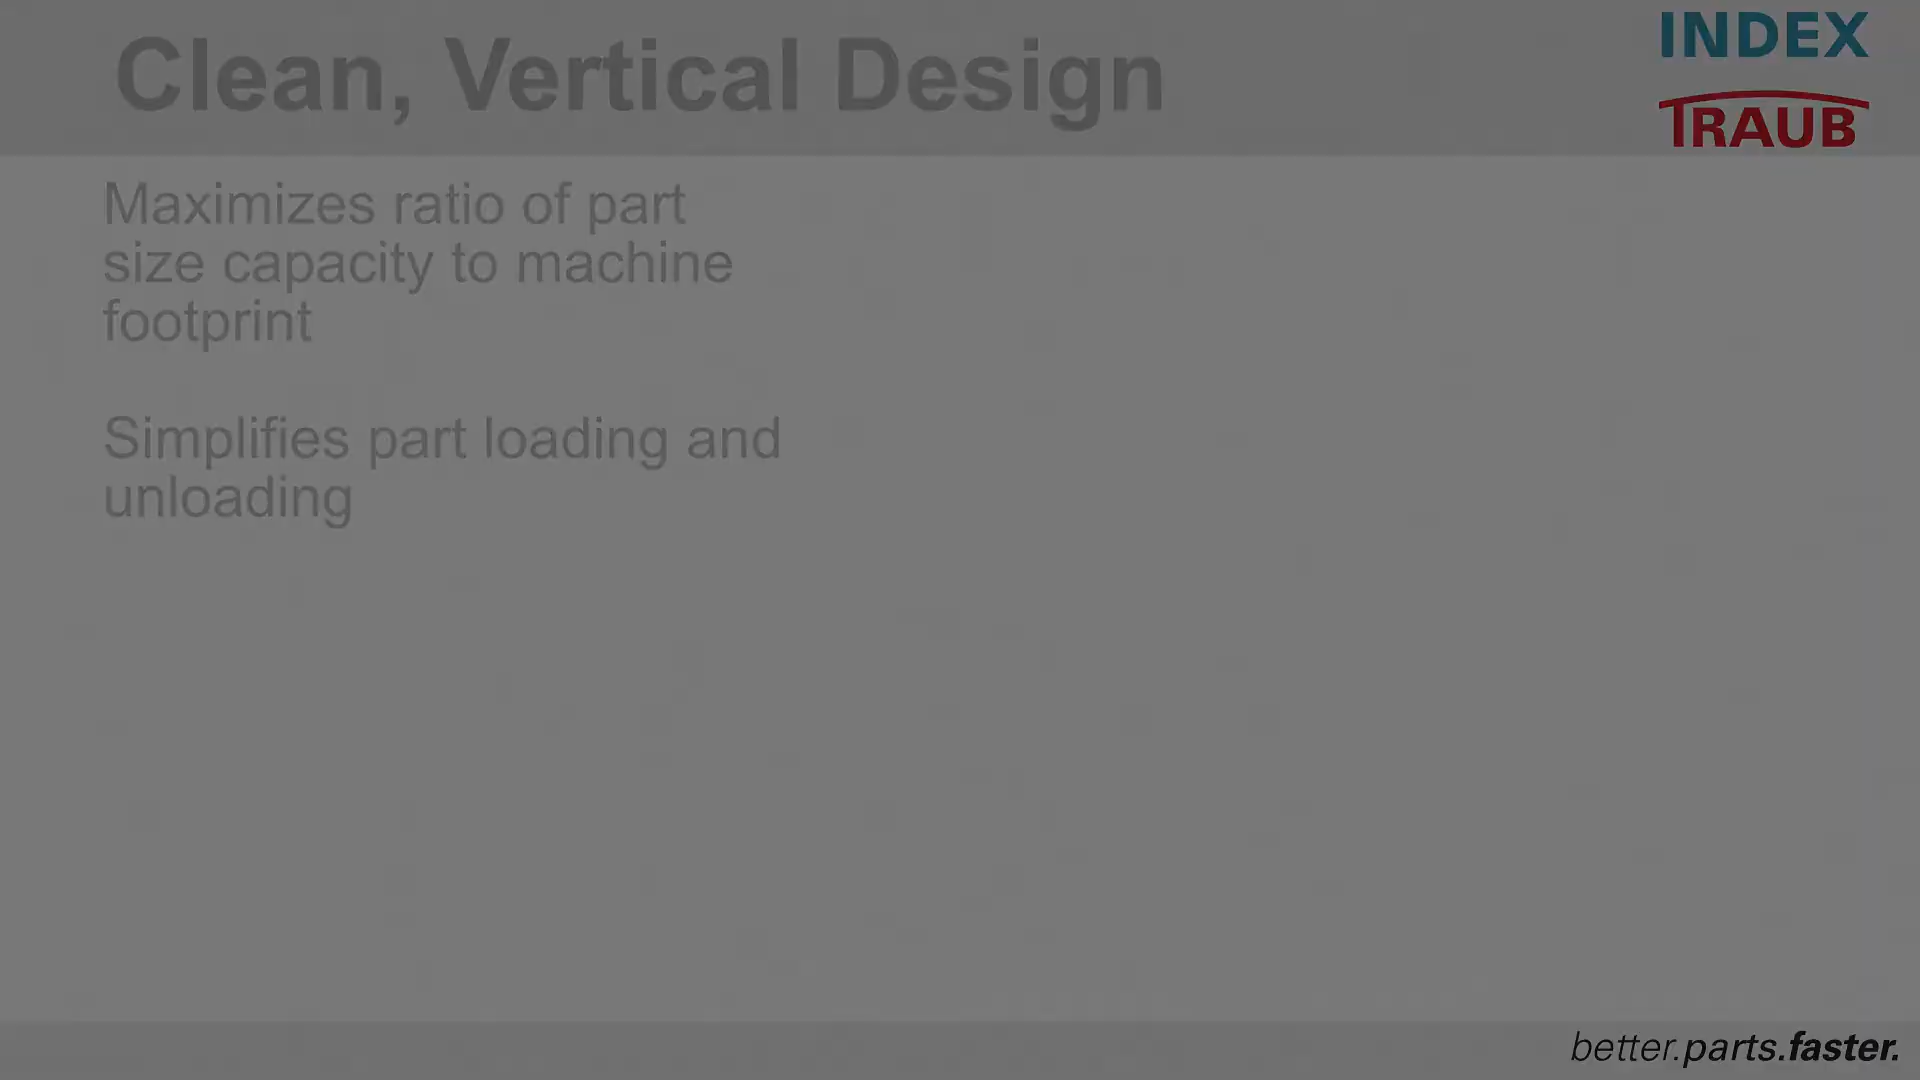 Clean, Vertical Design
INDEX
TRAUB
Maximizes ratio of part
size capacity to machine
footprint
Simplifies part loading and
unloading
better.parts.faster.